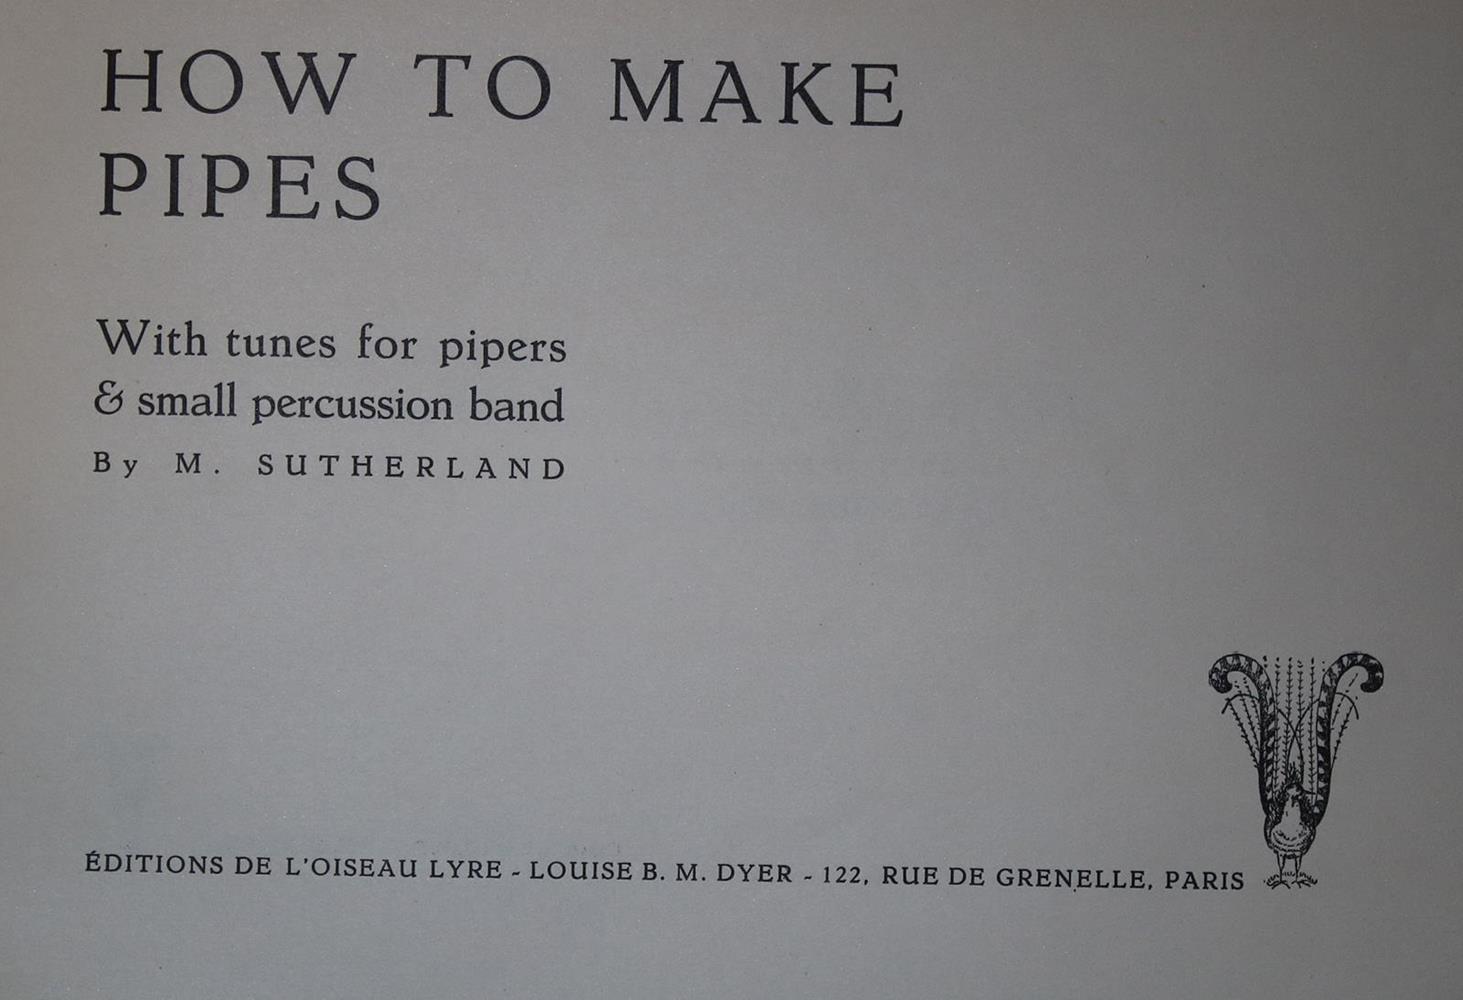 HOW TO MAKE
PIPES
With tunes for pipers
& small percussion band
By M. SUTHERLAND
ÉDITIONS DE L'OISEAU LYRE - LOUISE B. M. DYER - 122, RUE DE GRENELLE, PARIS